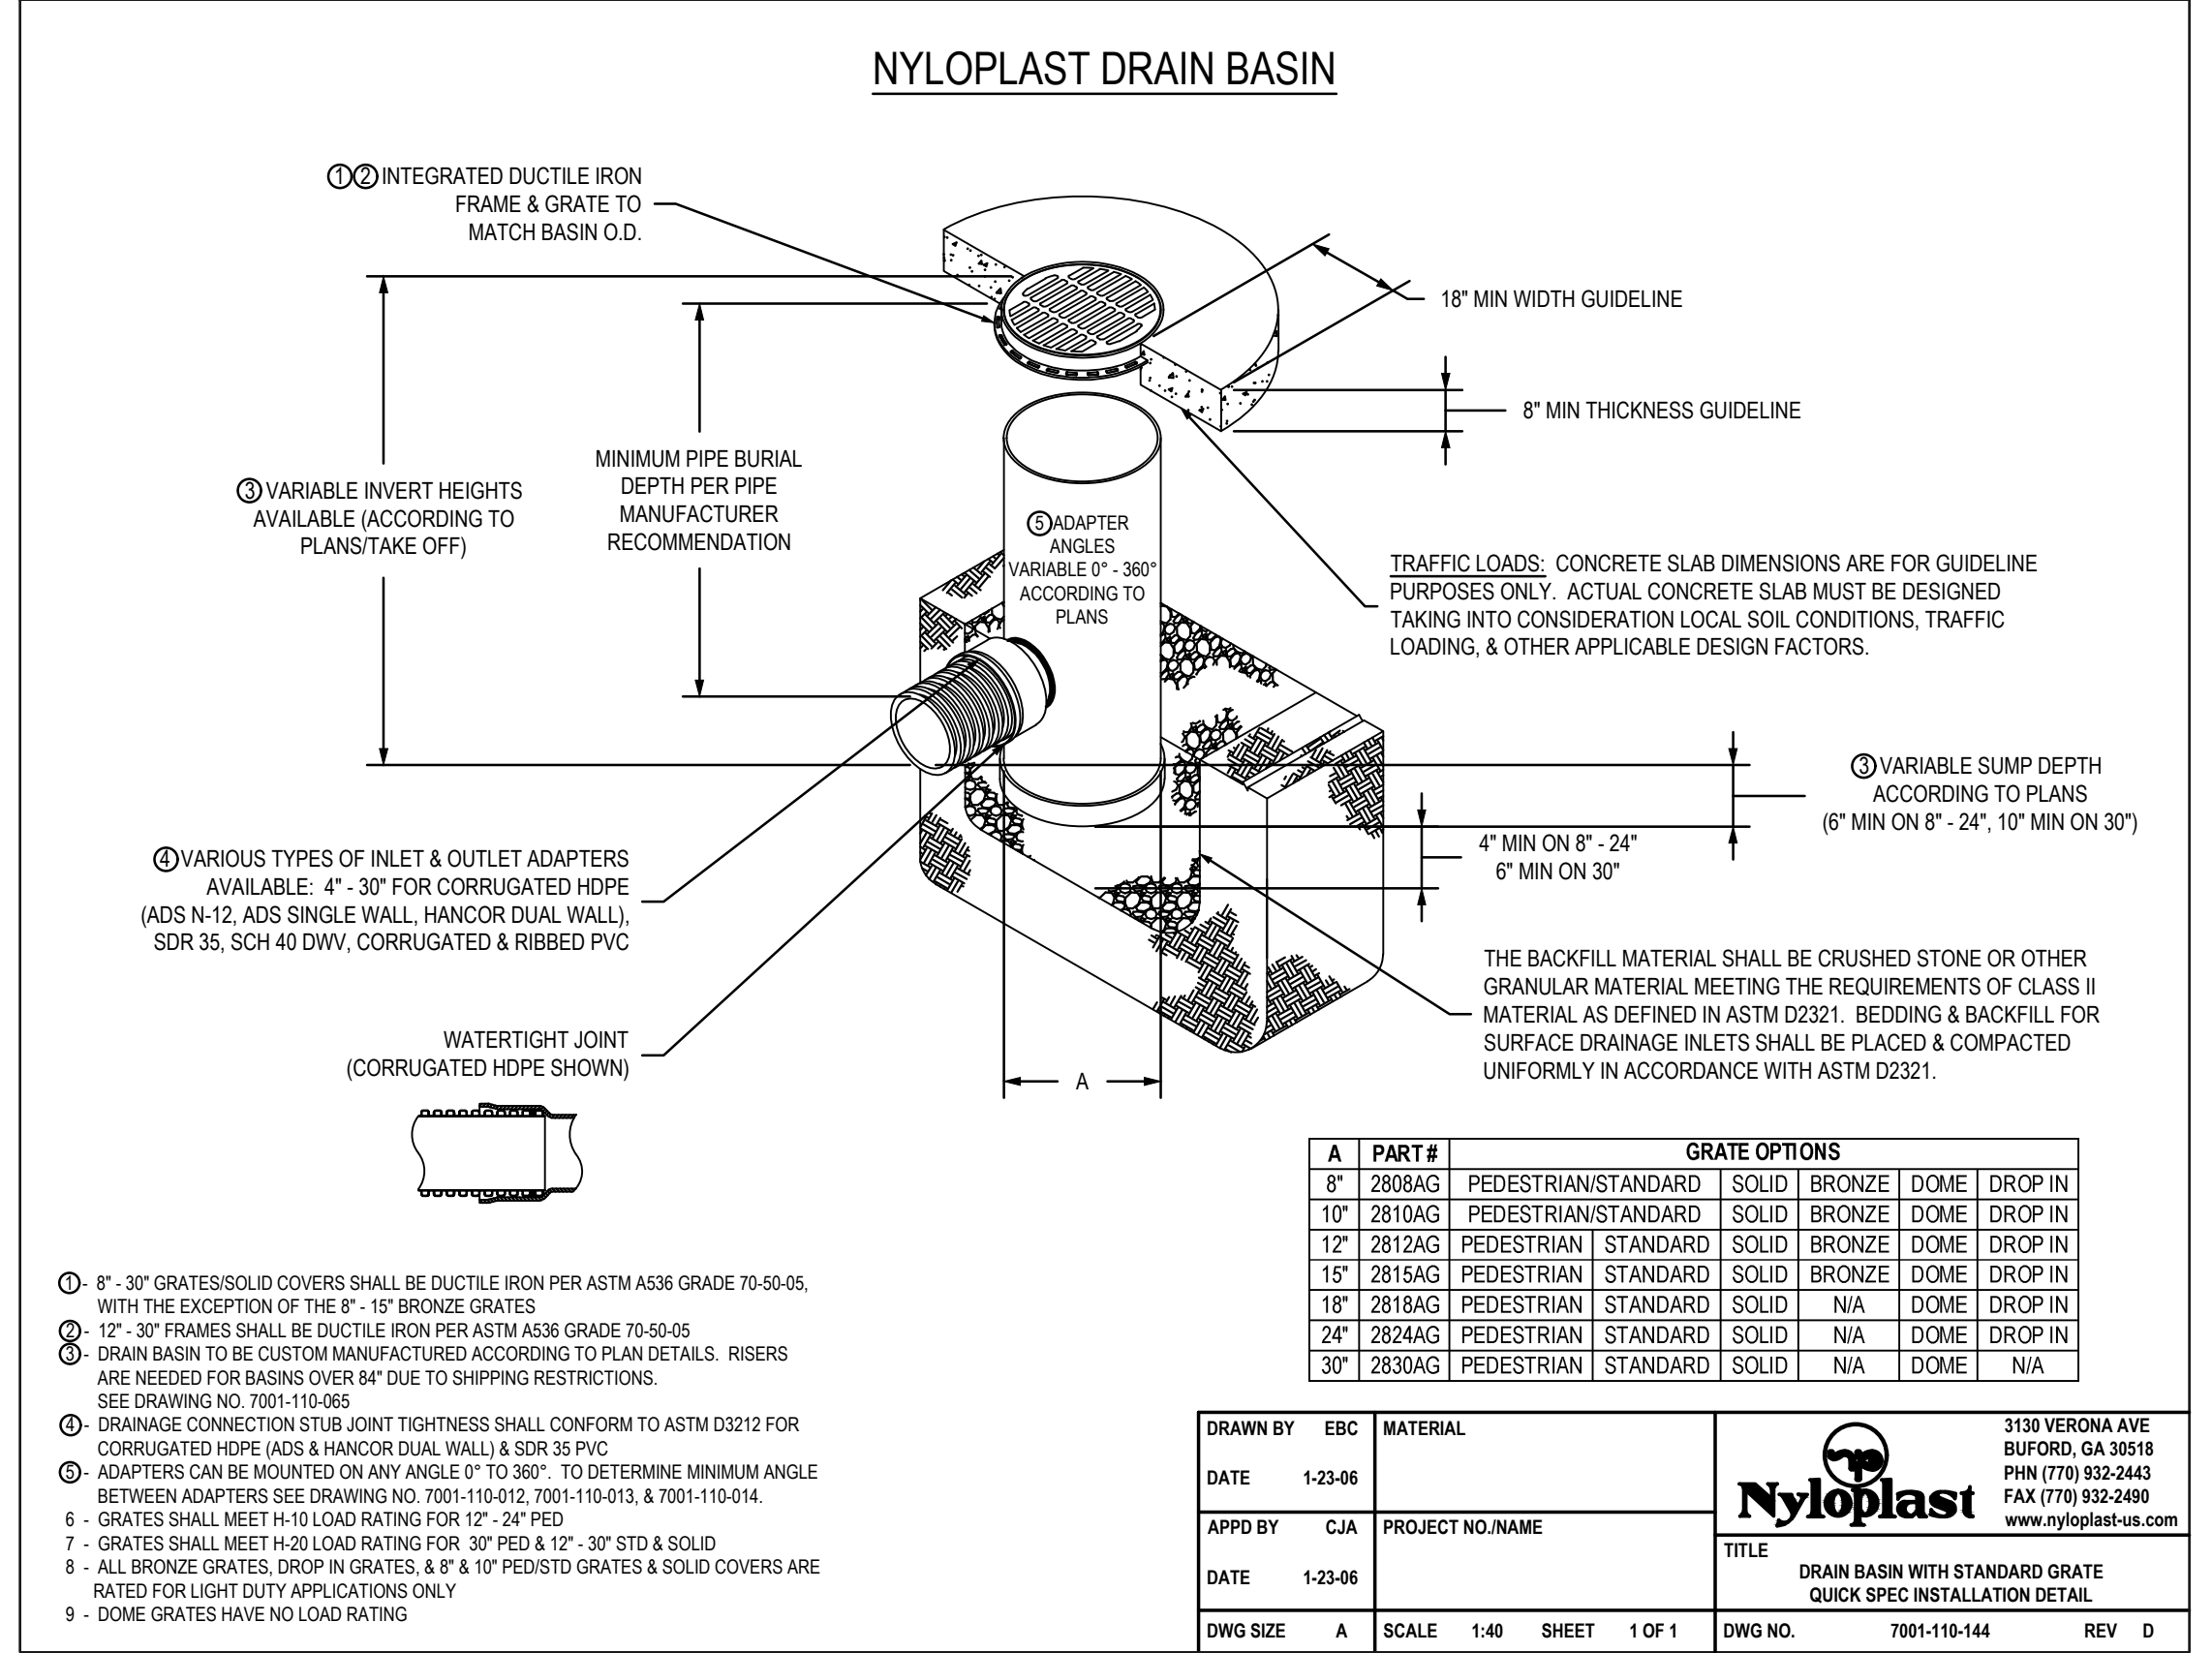 NYLOPLAST DRAIN BASIN
①② INTEGRATED DUCTILE IRON
FRAME & GRATE TO
MATCH BASIN O.D.
18" MIN WIDTH GUIDELINE
8" MIN THICKNESS GUIDELINE
③ VARIABLE INVERT HEIGHTS
AVAILABLE (ACCORDING TO
PLANS/TAKE OFF)
MINIMUM PIPE BURIAL
DEPTH PER PIPE
MANUFACTURER
RECOMMENDATION
⑤ ADAPTER
ANGLES
VARIABLE 0° - 360°
ACCORDING TO
PLANS
TRAFFIC LOADS: CONCRETE SLAB DIMENSIONS ARE FOR GUIDELINE
PURPOSES ONLY. ACTUAL CONCRETE SLAB MUST BE DESIGNED
TAKING INTO CONSIDERATION LOCAL SOIL CONDITIONS, TRAFFIC
LOADING, & OTHER APPLICABLE DESIGN FACTORS.
③ VARIABLE SUMP DEPTH
ACCORDING TO PLANS
(6" MIN ON 8" - 24", 10" MIN ON 30")
4" MIN ON 8" - 24"
6" MIN ON 30"
④ VARIOUS TYPES OF INLET & OUTLET ADAPTERS
AVAILABLE: 4" - 30" FOR CORRUGATED HDPE
(ADS N-12, ADS SINGLE WALL, HANCOR DUAL WALL),
SDR 35, SCH 40 DWV, CORRUGATED & RIBBED PVC
THE BACKFILL MATERIAL SHALL BE CRUSHED STONE OR OTHER
GRANULAR MATERIAL MEETING THE REQUIREMENTS OF CLASS II
MATERIAL AS DEFINED IN ASTM D2321. BEDDING & BACKFILL FOR
SURFACE DRAINAGE INLETS SHALL BE PLACED & COMPACTED
UNIFORMLY IN ACCORDANCE WITH ASTM D2321.
WATERTIGHT JOINT
(CORRUGATED HDPE SHOWN)
A
A PART # GRATE OPTIONS
8" 2808AG PEDESTRIAN/STANDARD SOLID BRONZE DOME DROP IN
10" 2810AG PEDESTRIAN/STANDARD SOLID BRONZE DOME DROP IN
12" 2812AG PEDESTRIAN STANDARD SOLID BRONZE DOME DROP IN
15" 2815AG PEDESTRIAN STANDARD SOLID BRONZE DOME DROP IN
18" 2818AG PEDESTRIAN STANDARD SOLID N/A DOME DROP IN
24" 2824AG PEDESTRIAN STANDARD SOLID N/A DOME DROP IN
30" 2830AG PEDESTRIAN STANDARD SOLID N/A DOME N/A
① - 8" - 30" GRATES/SOLID COVERS SHALL BE DUCTILE IRON PER ASTM A536 GRADE 70-50-05,
WITH THE EXCEPTION OF THE 8" - 15" BRONZE GRATES
② - 12" - 30" FRAMES SHALL BE DUCTILE IRON PER ASTM A536 GRADE 70-50-05
③ - DRAIN BASIN TO BE CUSTOM MANUFACTURED ACCORDING TO PLAN DETAILS. RISERS
ARE NEEDED FOR BASINS OVER 84" DUE TO SHIPPING RESTRICTIONS.
SEE DRAWING NO. 7001-110-065
④ - DRAINAGE CONNECTION STUB JOINT TIGHTNESS SHALL CONFORM TO ASTM D3212 FOR
CORRUGATED HDPE (ADS & HANCOR DUAL WALL) & SDR 35 PVC
⑤ - ADAPTERS CAN BE MOUNTED ON ANY ANGLE 0° TO 360°. TO DETERMINE MINIMUM ANGLE
BETWEEN ADAPTERS SEE DRAWING NO. 7001-110-012, 7001-110-013, & 7001-110-014.
6 - GRATES SHALL MEET H-10 LOAD RATING FOR 12" - 24" PED
7 - GRATES SHALL MEET H-20 LOAD RATING FOR 30" PED & 12" - 30" STD & SOLID
8 - ALL BRONZE GRATES, DROP IN GRATES, & 8" & 10" PED/STD GRATES & SOLID COVERS ARE
RATED FOR LIGHT DUTY APPLICATIONS ONLY
9 - DOME GRATES HAVE NO LOAD RATING
DRAWN BY EBC
DATE 1-23-06
APPD BY CJA
DATE 1-23-06
DWG SIZE A
MATERIAL
PROJECT NO./NAME
SCALE 1:40 SHEET 1 OF 1
Nyloplast
3130 VERONA AVE
BUFORD, GA 30518
PHN (770) 932-2443
FAX (770) 932-2490
www.nyloplast-us.com
TITLE
DRAIN BASIN WITH STANDARD GRATE
QUICK SPEC INSTALLATION DETAIL
DWG NO. 7001-110-144 REV D